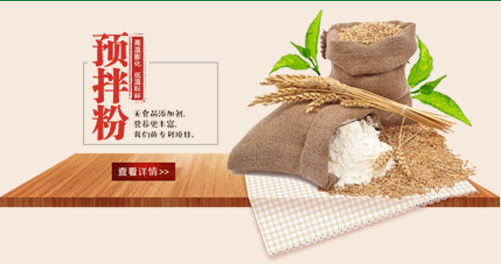 预拌粉
高温膨化 低温粉碎
无食品添加剂,
营养更丰富,
我们的专利项目。
查看详情>>